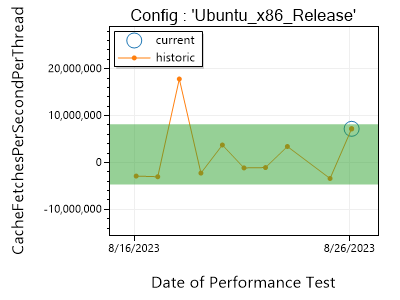 Config : 'Ubuntu_x86_Release'
CacheFetchesPerSecondPerThread
current
historic
20,000,000
10,000,000
0
-10,000,000
8/16/2023
8/26/2023
Date of Performance Test